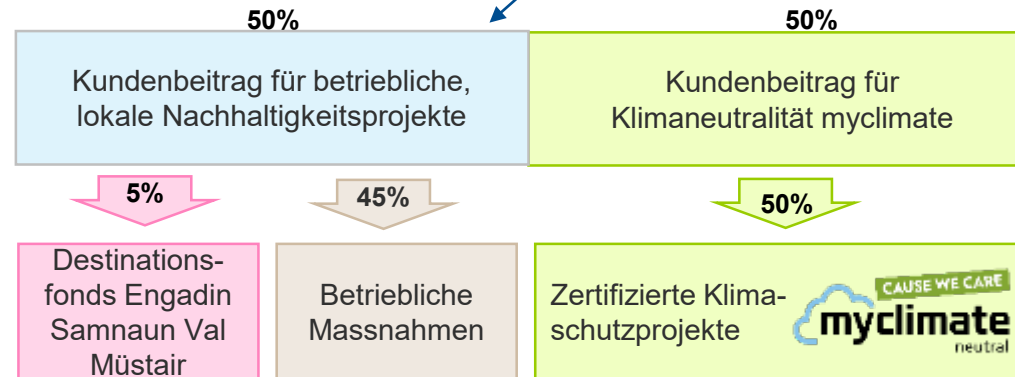 50%
50%
Kundenbeitrag für betriebliche,
lokale Nachhaltigkeitsprojekte
Kundenbeitrag für
Klimaneutralität myclimate
5%
45%
50%
Destinations-
fonds Engadin
Samnaun Val
Müstair
Betriebliche
Massnahmen
Zertifizierte Klima-
schutzprojekte
CAUSE WE CARE
myclimate
neutral